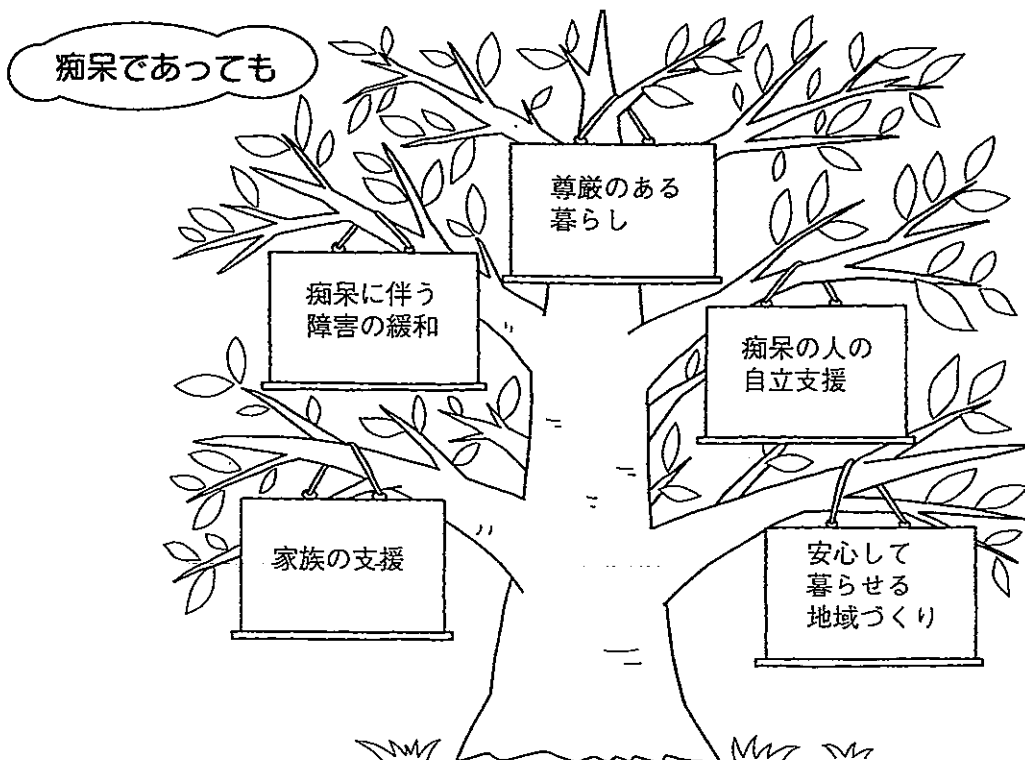 痴呆であっても
尊厳のある
暮らし
痴呆に伴う
障害の緩和
痴呆の人の
自立支援
家族の支援
安心して
暮らせる
地域づくり